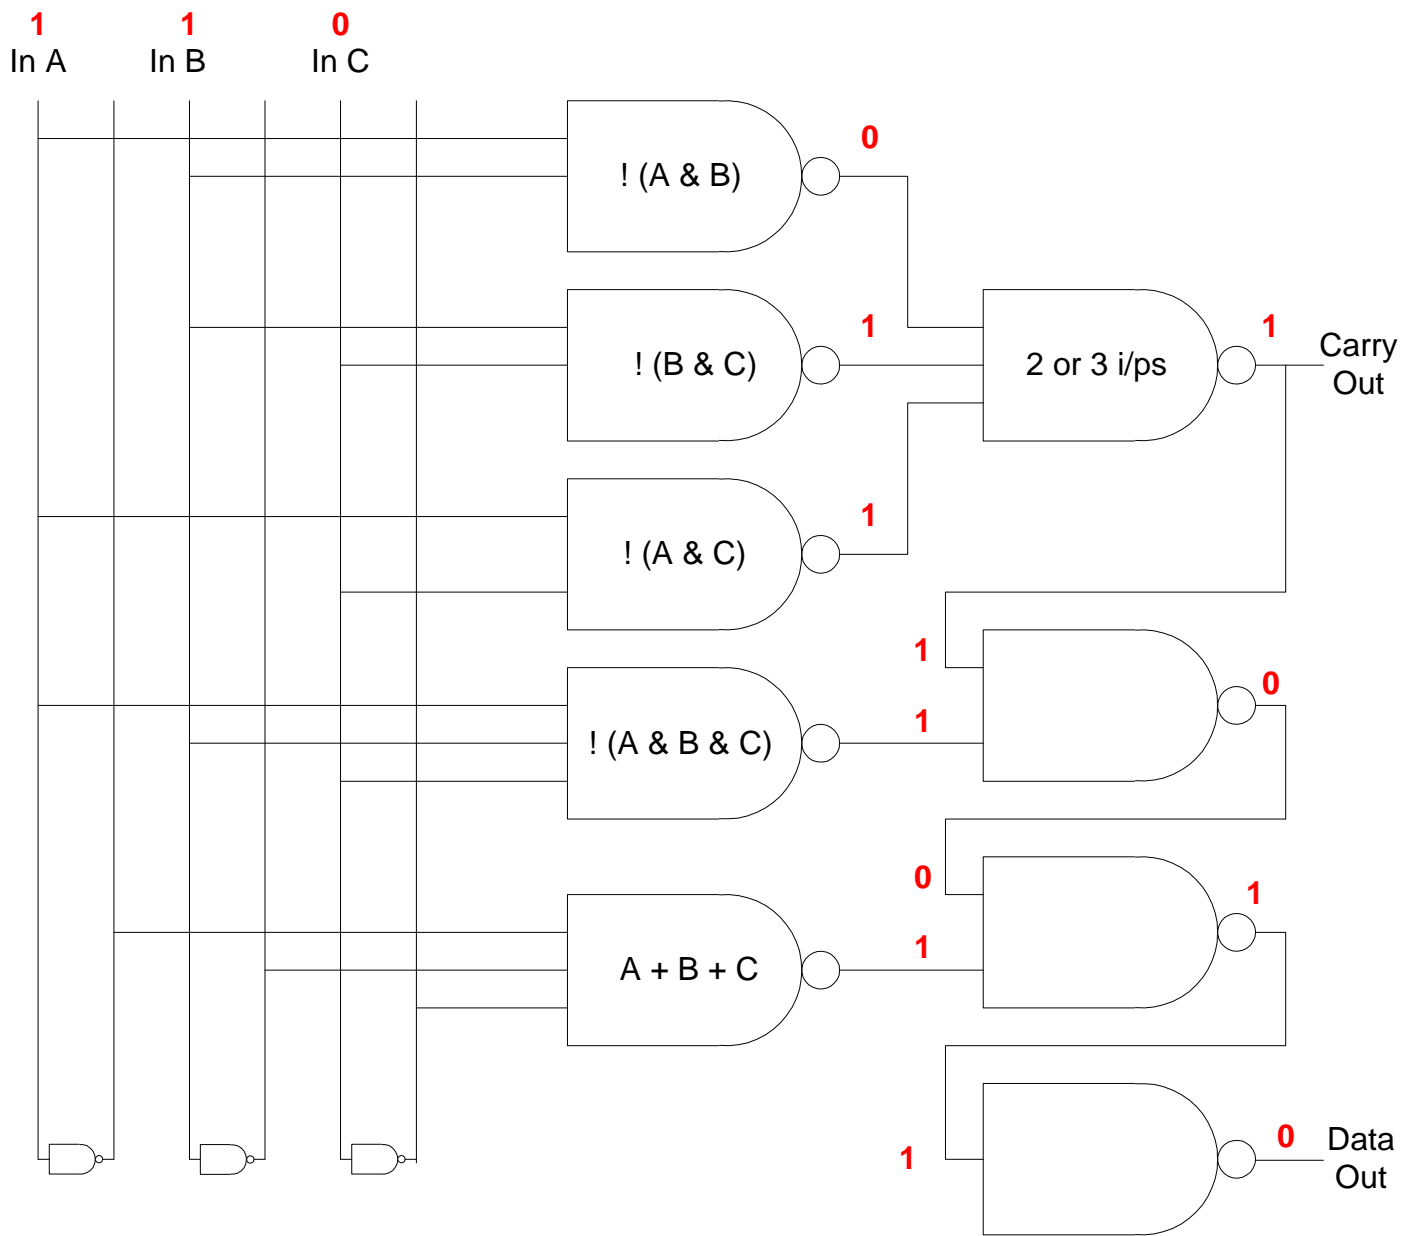 1 1 0
In A In B In C
0
! (A & B)
1 1
Carry
! (B & C) 2 or 3 i/ps
Out
1
! (A & C)
1
0
1
! (A & B & C)
0 1
1
A + B + C
0 Data
1
Out